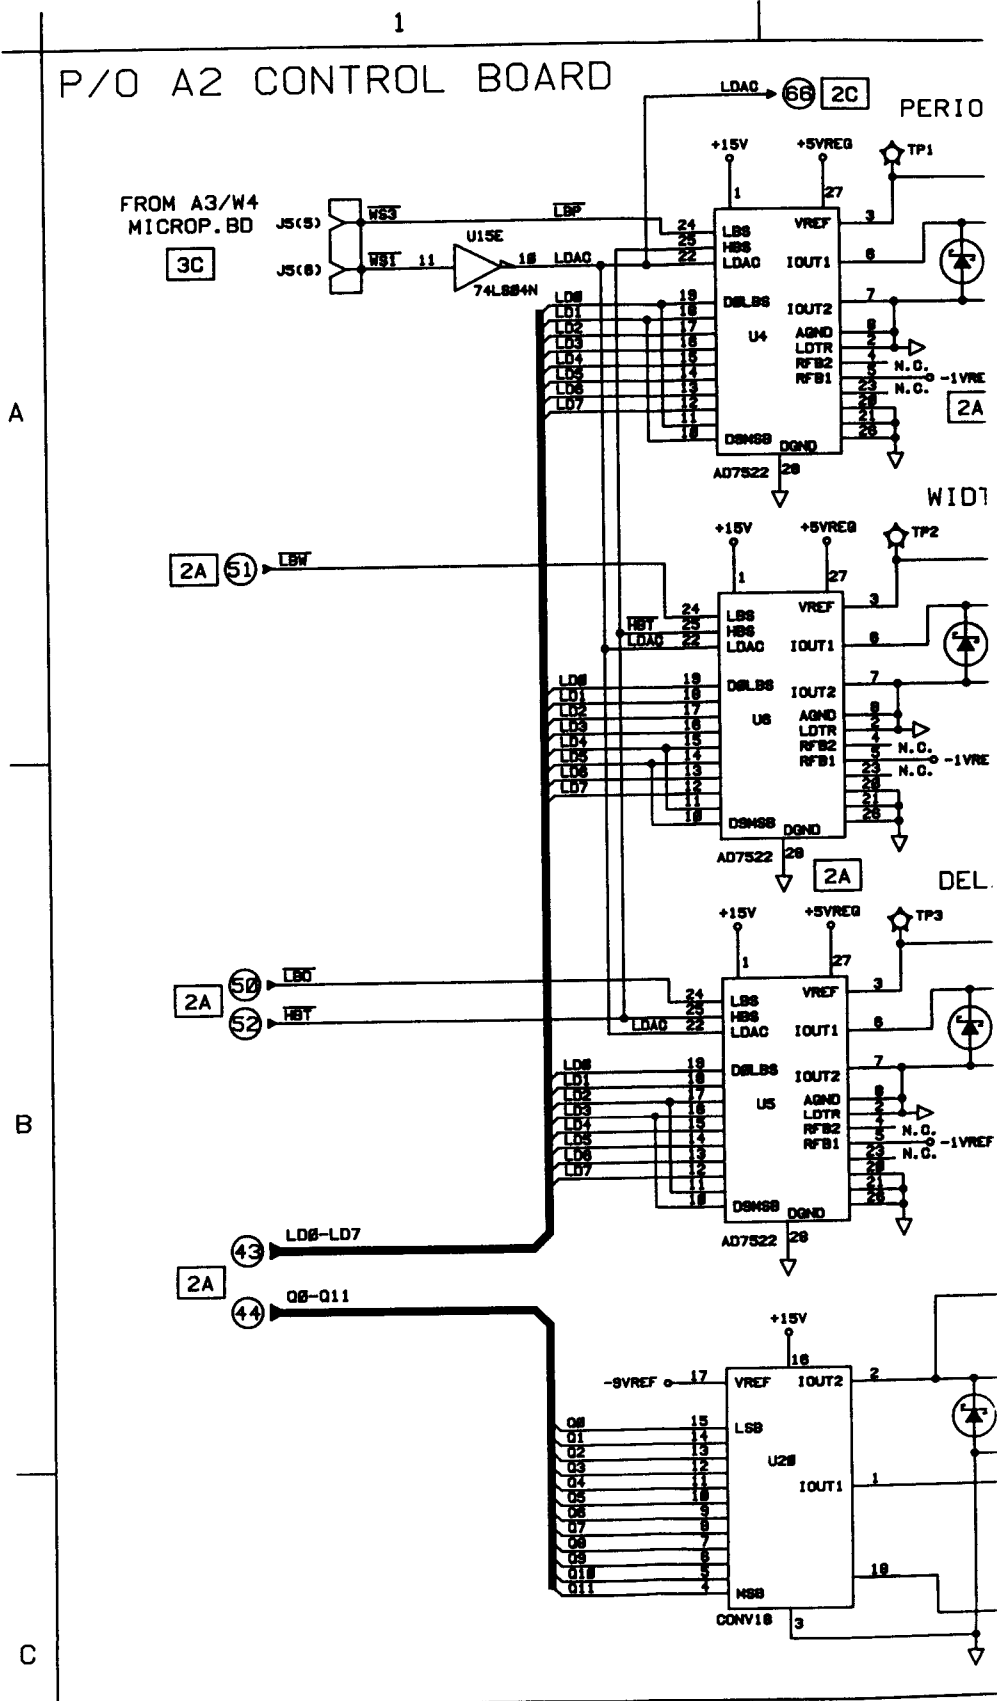 1
P/O A2 CONTROL BOARD
LDAC 66 2C
PERIO
+15V +5VREG TP1
1 27
FROM A3/W4
MICROP.BD
3C
J5(5) WS3 LBP
J5(6) WS1 11 U15E 10 LDAC
74LS04N
24 LBS VREF 3
25 HBS
22 LDAC IOUT1 6
LD0 19 D0LBS IOUT2 7
LD1 18
LD2 17 U4 AGND 8
LD3 16 LDTR 2
LD4 15 RFB2 4 N.C.
LD5 14 RFB1 5 -1VRE
LD6 13 23 N.C.
LD7 12 20
11 21
10 D9MSB DGND 26
AD7522 28
2A
A
WIDT
+15V +5VREG TP2
1 27
2A 51 LBW
24 LBS VREF 3
HBT 25 HBS
LDAC 22 LDAC IOUT1 6
LD0 19 D0LBS IOUT2 7
LD1 18
LD2 17 U6 AGND 8
LD3 16 LDTR 2
LD4 15 RFB2 4 N.C.
LD5 14 RFB1 5 -1VRE
LD6 13 23 N.C.
LD7 12 20
11 21
10 D9MSB DGND 26
AD7522 28
2A
DEL
+15V +5VREG TP3
1 27
50 LBD
2A
52 HBT
24 LBS VREF 3
25 HBS
LDAC 22 LDAC IOUT1 6
LD0 19 D0LBS IOUT2 7
LD1 18
LD2 17 U5 AGND 8
LD3 16 LDTR 2
LD4 15 RFB2 4 N.C.
LD5 14 RFB1 5 -1VREF
LD6 13 23 N.C.
LD7 12 20
11 21
10 D9MSB DGND 26
AD7522 28
B
43 LD0-LD7
2A
44 Q0-Q11
+15V
16
-9VREF 17 VREF IOUT2 2
Q0 15 LSB
Q1 14
Q2 13
Q3 12 U20
Q4 11 IOUT1 1
Q5 10
Q6 9
Q7 8
Q8 7
Q9 6
Q10 5 18
Q11 4 MSB
CONV18 3
C